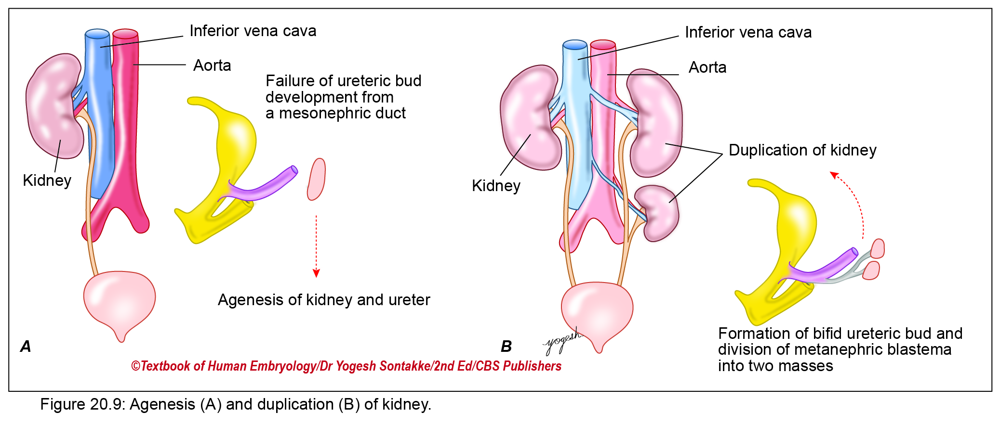 Inferior vena cava
Aorta
Failure of ureteric bud
development from
a mesonephric duct
Kidney
Agenesis of kidney and ureter
A
Inferior vena cava
Aorta
Duplication of kidney
Kidney
Formation of bifid ureteric bud and
division of metanephric blastema
into two masses
yogesh
B
©Textbook of Human Embryology/Dr Yogesh Sontakke/2nd Ed/CBS Publishers
Figure 20.9: Agenesis (A) and duplication (B) of kidney.